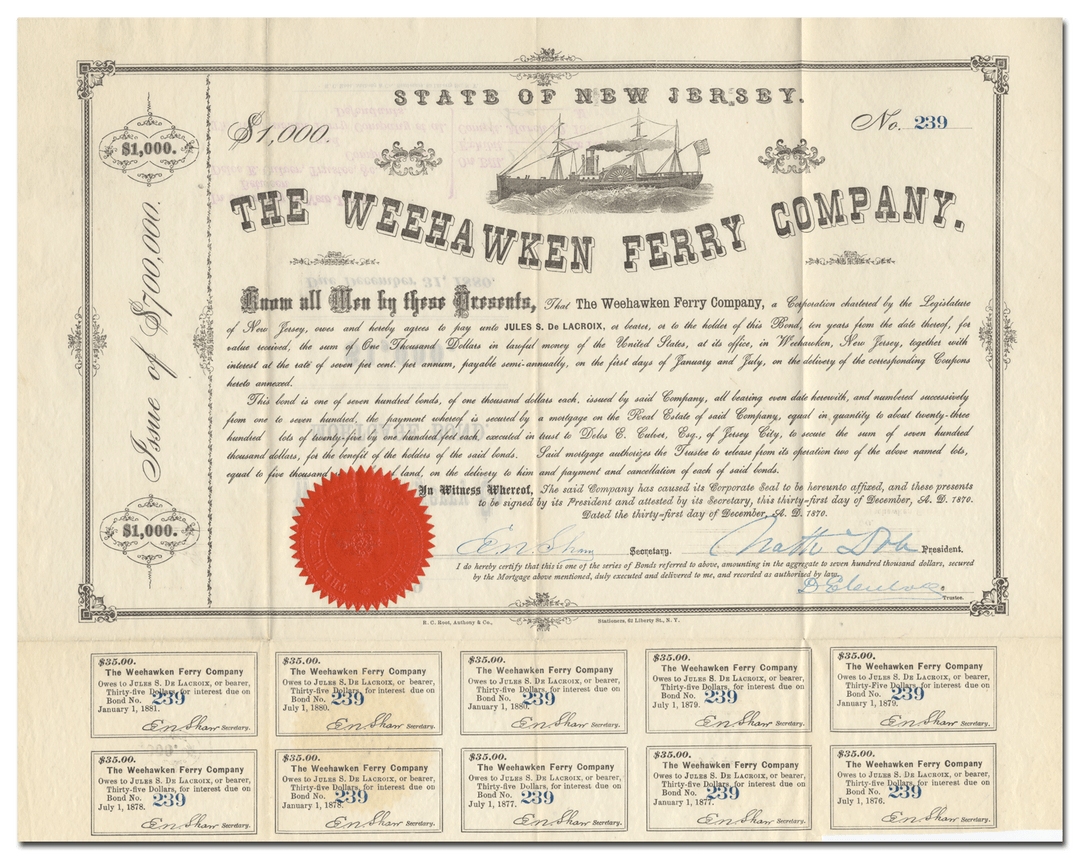 STATE OF NEW JERSEY.
$1,000.
No. 239
THE WEEHAWKEN FERRY COMPANY.
$1,000.
Issue of $700,000.
$1,000.
Know all Men by these Presents, That The Weehawken Ferry Company, a Corporation chartered by the Legislature
of New Jersey, owes and hereby agrees to pay unto JULES S. De LACROIX, or bearer, or to the holder of this Bond, ten years from the date thereof, for
value received, the sum of One Thousand Dollars in lawful money of the United States, at its office, in Weehawken, New Jersey, together with
interest at the rate of seven per cent. per annum, payable semi-annually, on the first days of January and July, on the delivery of the corresponding Coupons
hereto annexed.
This bond is one of seven hundred bonds, of one thousand dollars each, issued by said Company, all bearing even date herewith, and numbered successively
from one to seven hundred, the payment whereof is secured by a mortgage on the Real Estate of said Company, equal in quantity to about twenty-three
hundred lots of twenty-five by one hundred feet each, executed in trust to Delos E. Culver, Esq., of Jersey City, to secure the sum of seven hundred
thousand dollars, for the benefit of the holders of the said bonds. Said mortgage authorizes the Trustee to release from its operation two of the above named lots,
equal to five thousand land, on the delivery to him and payment and cancellation of each of said bonds.
In Witness Whereof, The said Company has caused its Corporate Seal to be hereunto affixed, and these presents
to be signed by its President and attested by its Secretary, this thirty-first day of December, A. D. 1870.
Dated the thirty-first day of December, A. D. 1870.
E N Shaw Secretary. President.
I do hereby certify that this is one of the series of Bonds referred to above, amounting in the aggregate to seven hundred thousand dollars, secured
by the Mortgage above mentioned, duly executed and delivered to me, and recorded as authorized by law.
Trustee.
R. C. Root, Anthony & Co., Stationers, 62 Liberty St., N. Y.
$35.00.
The Weehawken Ferry Company
Owes to JULES S. DE LACROIX, or bearer,
Thirty-five Dollars, for interest due on
Bond No. 239
January 1, 1881.
E N Shaw Secretary.
$35.00.
The Weehawken Ferry Company
Owes to JULES S. DE LACROIX, or bearer,
Thirty-five Dollars, for interest due on
Bond No. 239
July 1, 1880.
E N Shaw Secretary.
$35.00.
The Weehawken Ferry Company
Owes to JULES S. DE LACROIX, or bearer,
Thirty-five Dollars, for interest due on
Bond No. 239
January 1, 1880.
E N Shaw Secretary.
$35.00.
The Weehawken Ferry Company
Owes to JULES S. DE LACROIX, or bearer,
Thirty-five Dollars, for interest due on
Bond No. 239
July 1, 1879.
E N Shaw Secretary.
$35.00.
The Weehawken Ferry Company
Owes to JULES S. DE LACROIX, or bearer,
Thirty-Five Dollars, for interest due on
Bond No. 239
January 1, 1879.
E N Shaw Secretary.
$35.00.
The Weehawken Ferry Company
Owes to JULES S. DE LACROIX, or bearer,
Thirty-five Dollars, for interest due on
Bond No. 239
July 1, 1878.
E N Shaw Secretary.
$35.00.
The Weehawken Ferry Company
Owes to JULES S. DE LACROIX, or bearer,
Thirty-five Dollars, for interest due on
Bond No. 239
January 1, 1878.
E N Shaw Secretary.
$35.00.
The Weehawken Ferry Company
Owes to JULES S. DE LACROIX, or bearer,
Thirty-five Dollars, for interest due on
Bond No. 239
July 1, 1877.
E N Shaw Secretary.
$35.00.
The Weehawken Ferry Company
Owes to JULES S. DE LACROIX, or bearer,
Thirty-five Dollars, for interest due on
Bond No. 239
January 1, 1877.
E N Shaw Secretary.
$35.00.
The Weehawken Ferry Company
Owes to JULES S. DE LACROIX, or bearer,
Thirty-five Dollars, for interest due on
Bond No. 239
July 1, 1876.
E N Shaw Secretary.